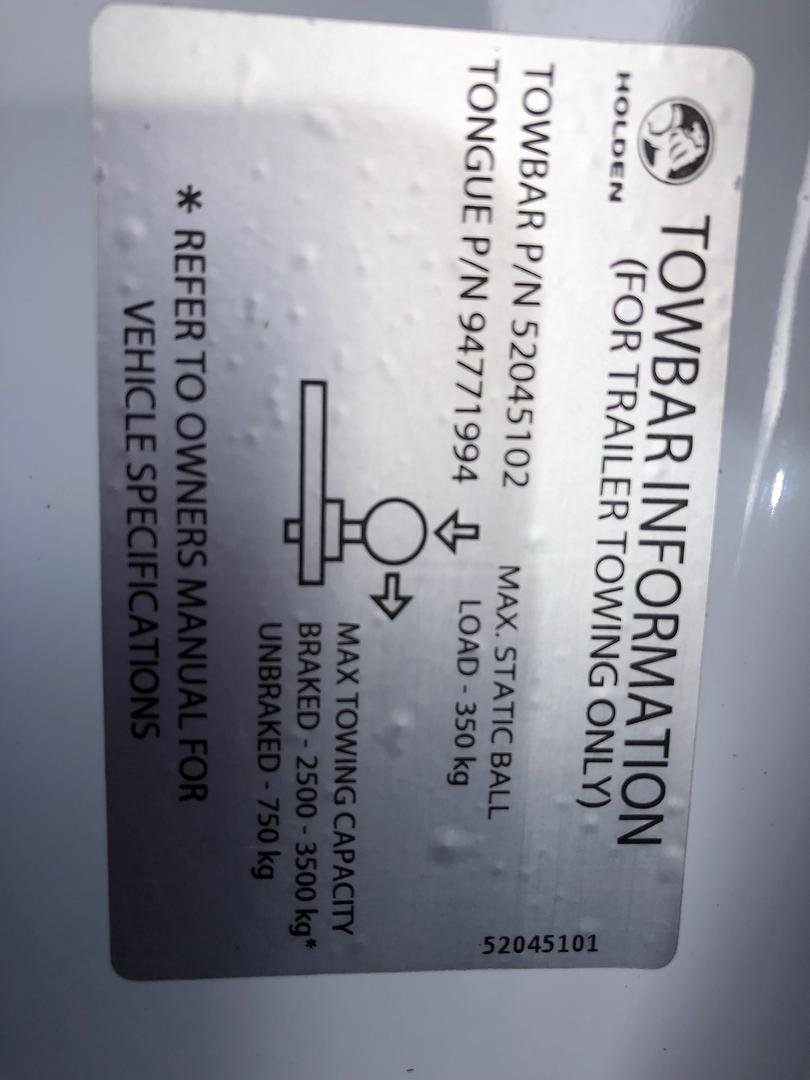 HOLDEN
TOWBAR INFORMATION
(FOR TRAILER TOWING ONLY)
TOWBAR P/N 52045102
TONGUE P/N 94771994
MAX. STATIC BALL
LOAD - 350 kg
MAX TOWING CAPACITY
BRAKED - 2500 - 3500 kg*
UNBRAKED - 750 kg
* REFER TO OWNERS MANUAL FOR
VEHICLE SPECIFICATIONS
52045101